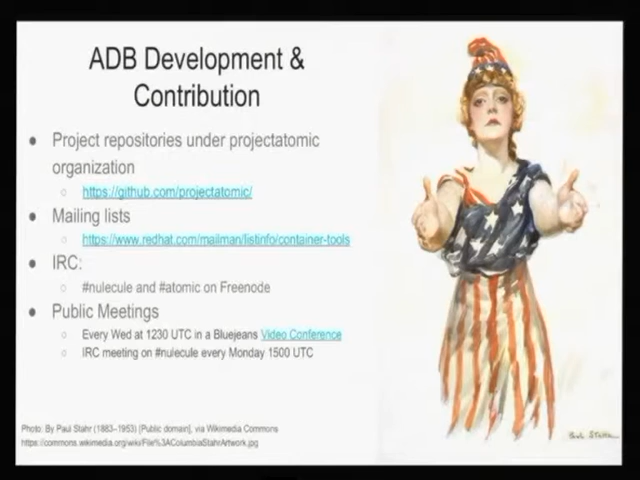 ADB Development &
Contribution
● Project repositories under projectatomic
organization
○ https://github.com/projectatomic/
● Mailing lists
○ https://www.redhat.com/mailman/listinfo/container-tools
● IRC:
○ #nulecule and #atomic on Freenode
● Public Meetings
○ Every Wed at 1230 UTC in a Bluejeans Video Conference
○ IRC meeting on #nulecule every Monday 1500 UTC
Photo: By Paul Stahr (1883–1953) [Public domain], via Wikimedia Commons
https://commons.wikimedia.org/wiki/File%3AColumbiaStahrArtwork.jpg
Paul Stahr